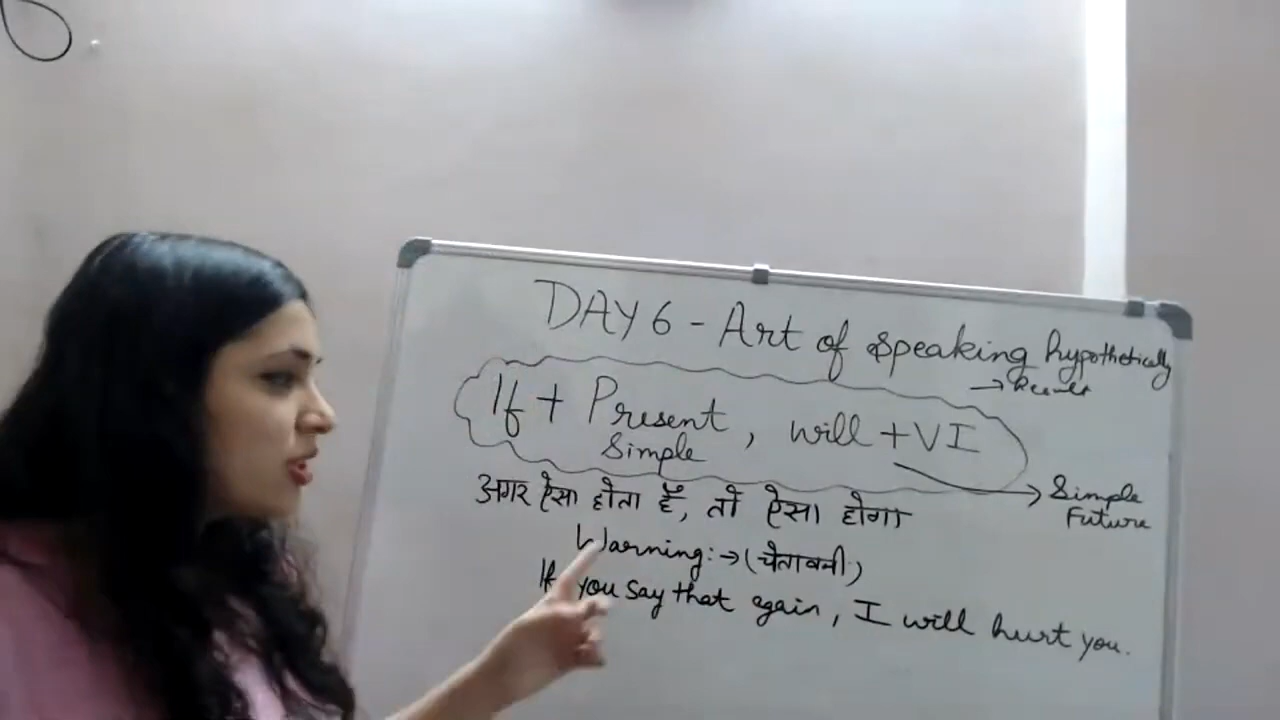 DAY 6 - Art of speaking hypothetically
→ Result
If + Present Simple, will + VI
→ Simple Future
अगर ऐसा होता है, तो ऐसा होगा
Warning: → (चेतावनी)
If you say that again, I will hurt you.